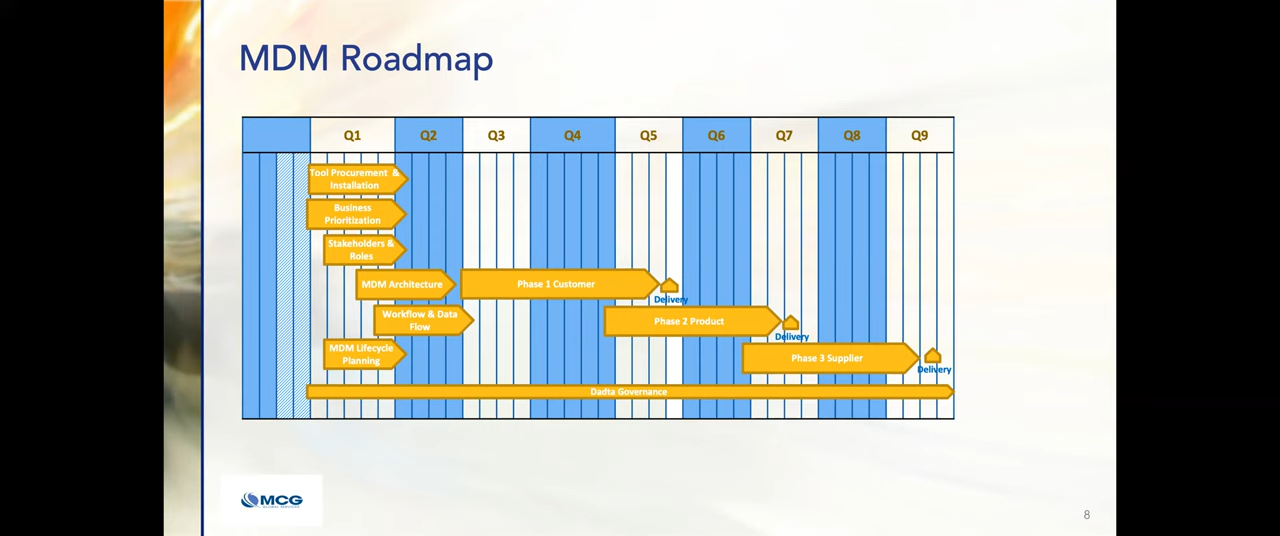 MDM Roadmap
Q1 Q2 Q3 Q4 Q5 Q6 Q7 Q8 Q9
Tool Procurement &
Installation
Business
Prioritization
Stakeholders &
Roles
MDM Architecture
Phase 1 Customer
Delivery
Workflow & Data
Flow
Phase 2 Product
Delivery
MDM Lifecycle
Planning
Phase 3 Supplier
Delivery
Dadta Governance
MCG
GLOBAL SERVICES
8